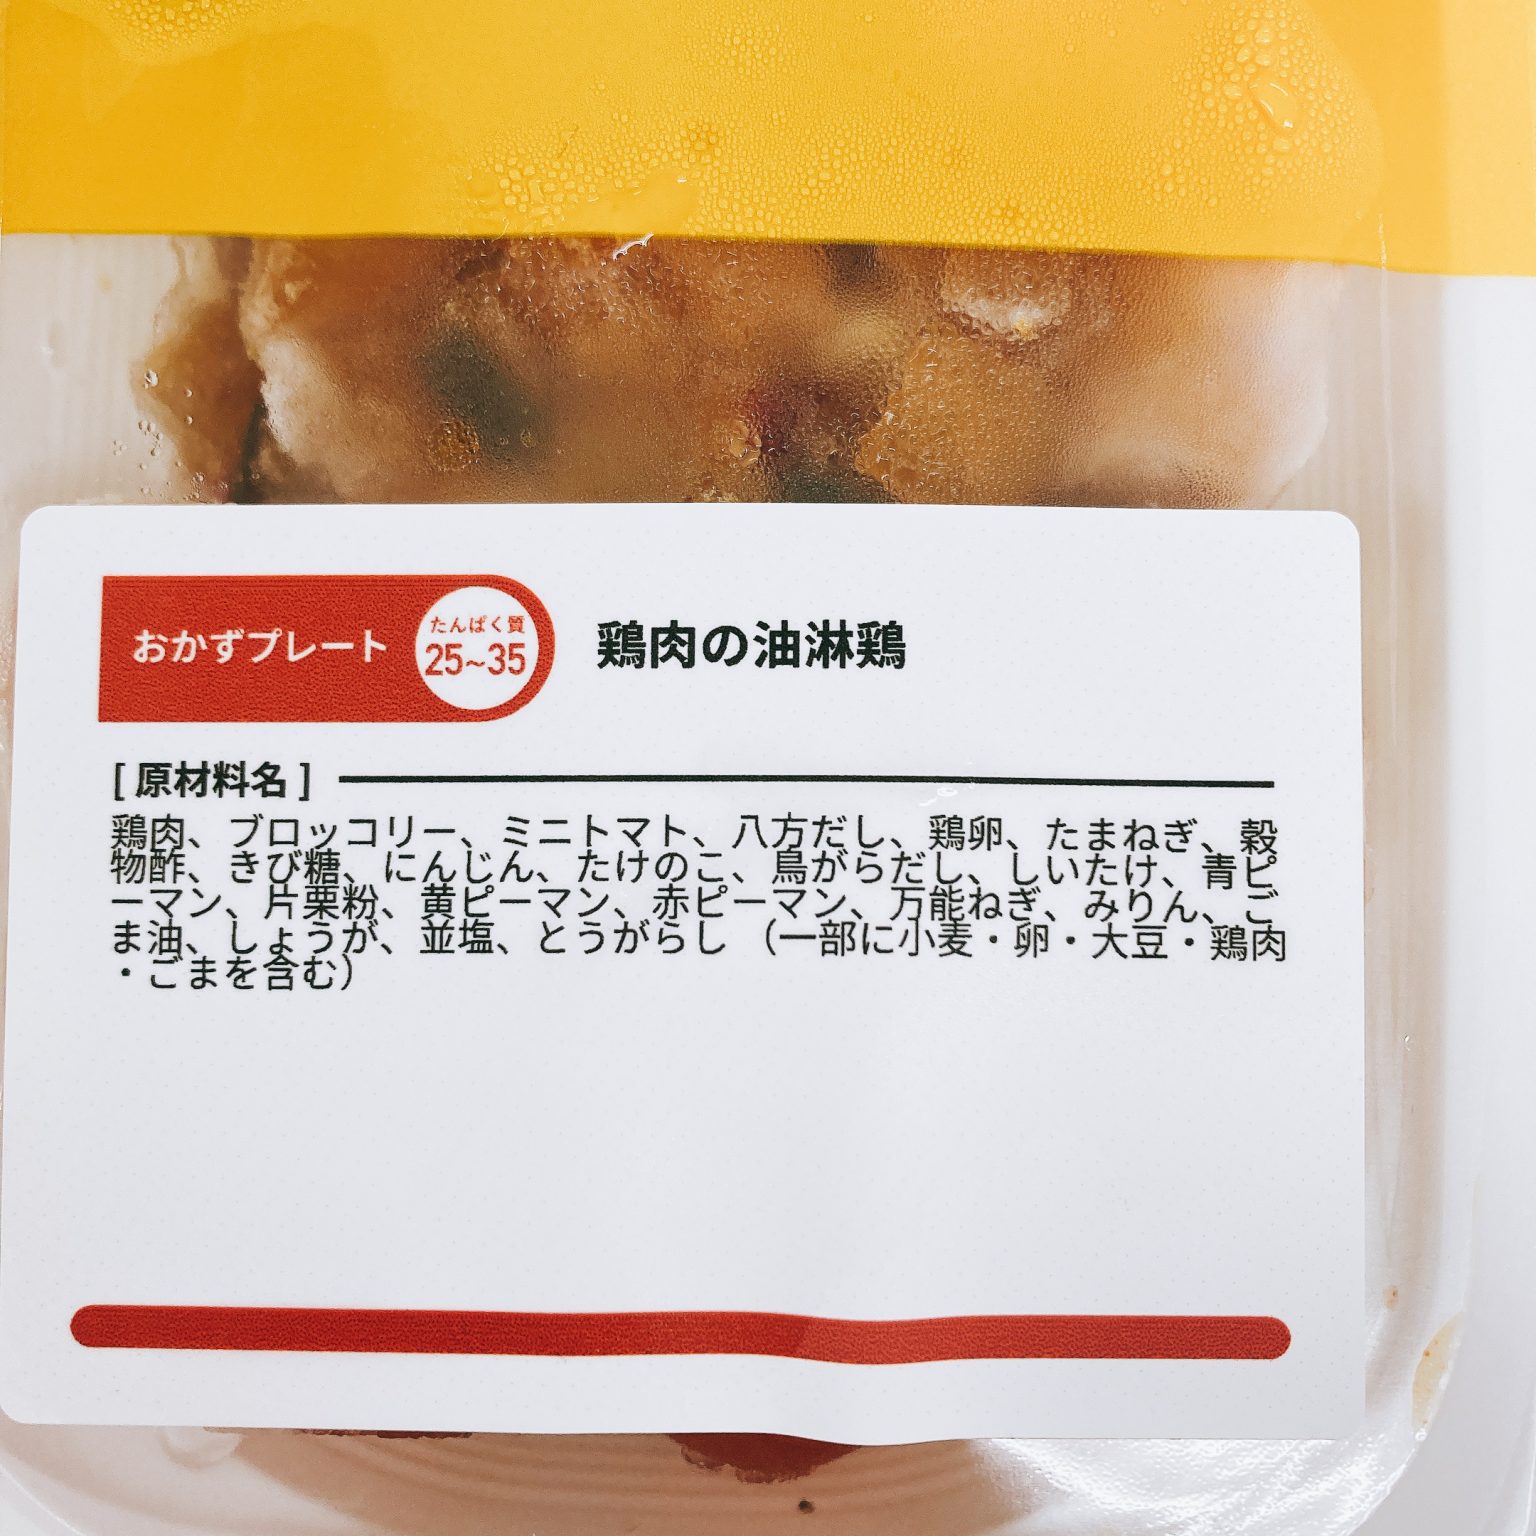 おかずプレート
たんぱく質
25~35
鶏肉の油淋鶏
[ 原材料名 ]
鶏肉、ブロッコリー、ミニトマト、八方だし、鶏卵、たまねぎ、穀
物酢、きび糖、にんじん、たけのこ、鳥がらだし、しいたけ、青ピ
ーマン、片栗粉、黄ピーマン、赤ピーマン、万能ねぎ、みりん、ご
ま油、しょうが、並塩、とうがらし（一部に小麦・卵・大豆・鶏肉
・ごまを含む）